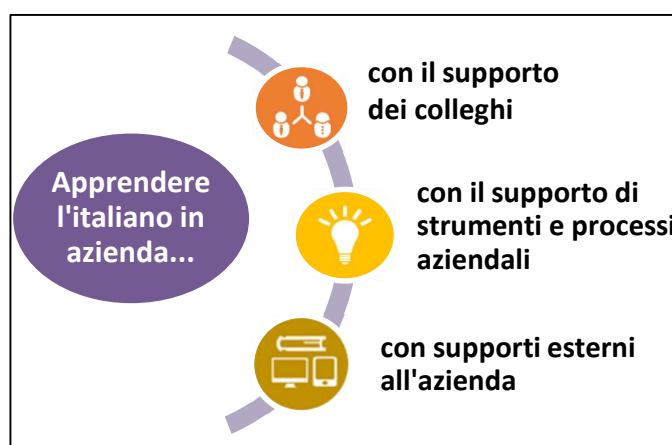 Apprendere
l'italiano in
azienda...
con il supporto
dei colleghi
con il supporto di
strumenti e processi
aziendali
con supporti esterni
all'azienda